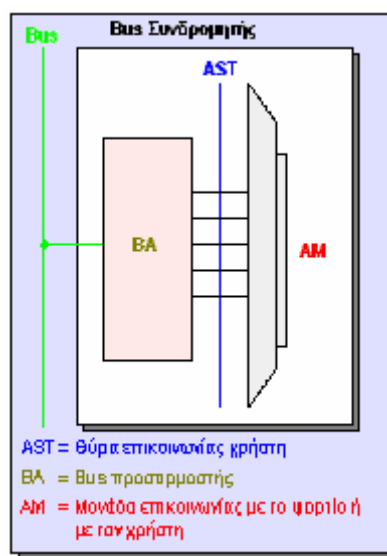 Bus Συνδρομητής
Bus
AST
BA
AM
AST = Θύρα επικοινωνίας χρήστη
BA = Bus προσαρμοστής
AM = Μονάδα επικοινωνίας με το φορτίο ή
με τον χρήστη